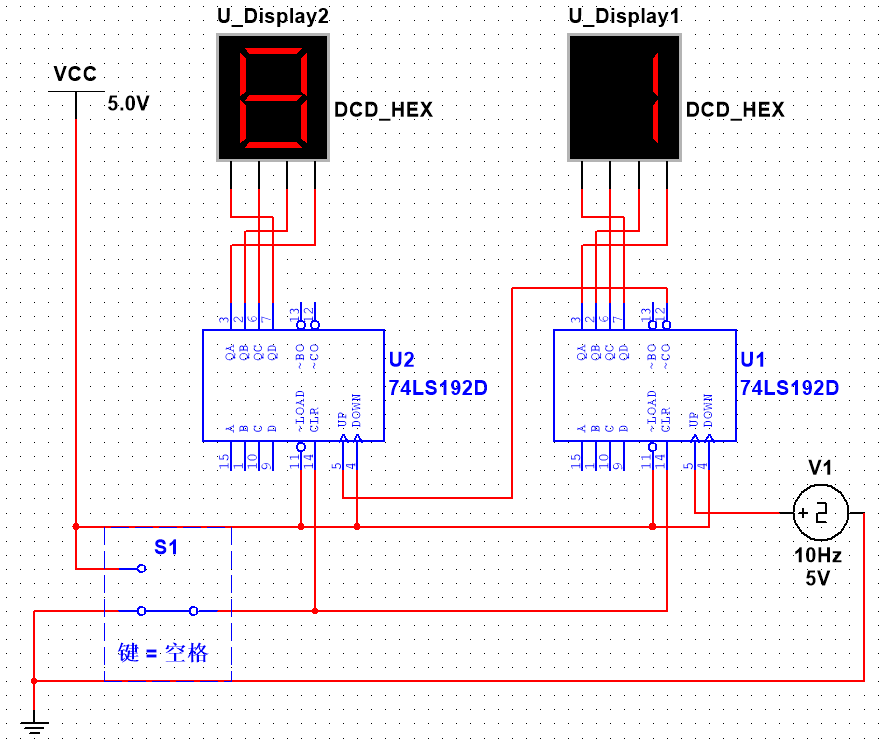 U_Display2
U_Display1
VCC
5.0V
DCD_HEX
DCD_HEX
3 2 6 7 13 12
3 2 6 7 13 12
QA QB QC QD ~BO ~CO
QA QB QC QD ~BO ~CO
U2
74LS192D
U1
74LS192D
A B C D ~LOAD CLR UP DOWN
A B C D ~LOAD CLR UP DOWN
15 1 10 9 11 14 5 4
15 1 10 9 11 14 5 4
V1
10Hz
5V
S1
键 = 空格